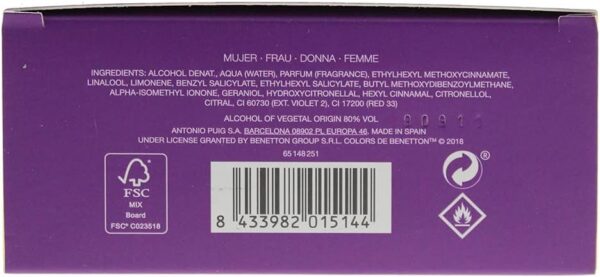 MUJER - FRAU - DONNA - FEMME
INGREDIENTS: ALCOHOL DENAT., AQUA (WATER), PARFUM (FRAGRANCE), ETHYLHEXYL METHOXYCINNAMATE,
LINALOOL, LIMONENE, BENZYL SALICYLATE, ETHYLHEXYL SALICYLATE, BUTYL METHOXYDIBENZOYLMETHANE,
ALPHA-ISOMETHYL IONONE, GERANIOL, HYDROXYCITRONELLAL, HEXYL CINNAMAL, CITRONELLOL,
CITRAL, CI 60730 (EXT. VIOLET 2), CI 17200 (RED 33)
ALCOHOL OF VEGETAL ORIGIN 80% VOL
ANTONIO PUIG S.A. BARCELONA 08902 PL EUROPA 46. MADE IN SPAIN
UNDER LICENSE GRANTED BY BENETTON GROUP S.R.L. COLORS DE BENETTON™ © 2018
65148251
FSC
MIX
Board
FSC® C023518
8 433982 015144
®